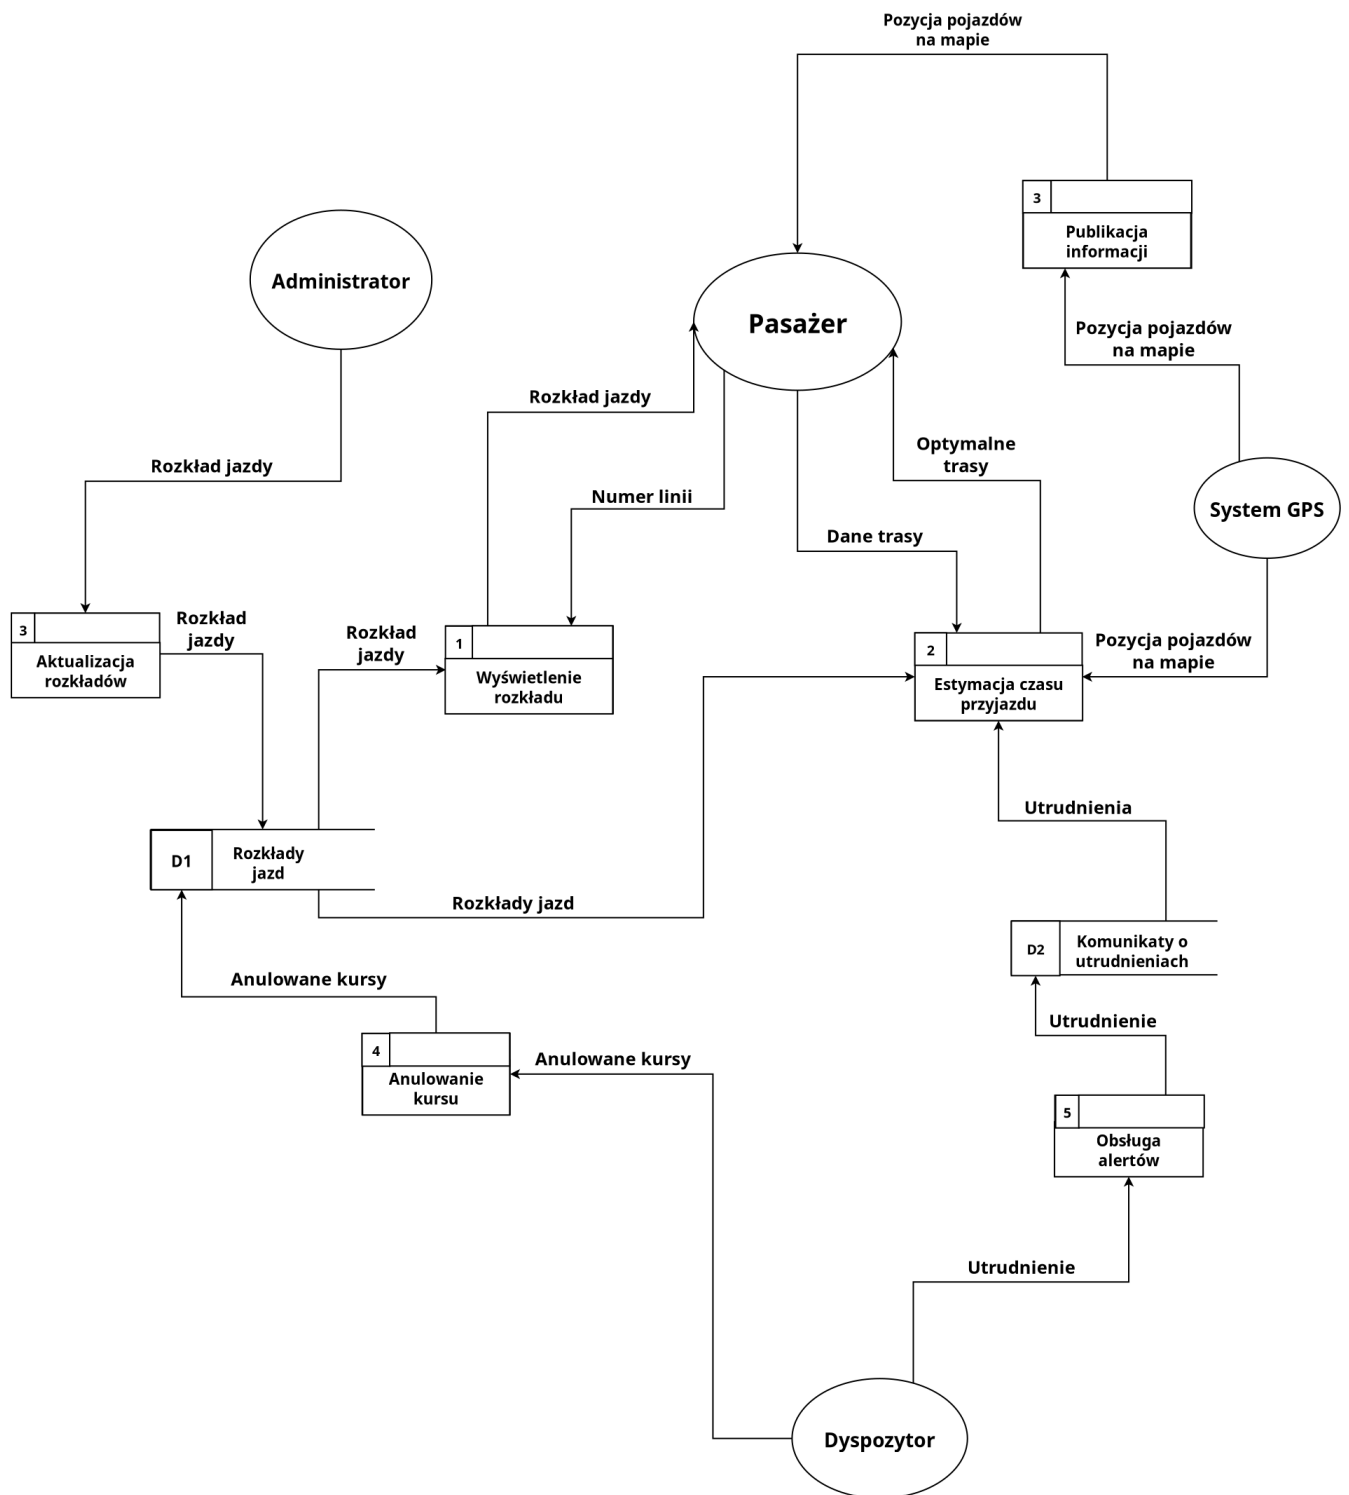 Pozycja pojazdów
na mapie
3
Publikacja
informacji
Administrator
Pasażer
Pozycja pojazdów
na mapie
Rozkład jazdy
Optymalne
trasy
Rozkład jazdy
Numer linii
System GPS
Dane trasy
3
Aktualizacja
rozkładów
Rozkład
jazdy
Rozkład
jazdy
1
Wyświetlenie
rozkładu
2
Estymacja czasu
przyjazdu
Pozycja pojazdów
na mapie
Utrudnienia
D1
Rozkłady
jazd
Rozkłady jazd
D2
Komunikaty o
utrudnieniach
Anulowane kursy
Utrudnienie
4
Anulowanie
kursu
Anulowane kursy
5
Obsługa
alertów
Utrudnienie
Dyspozytor